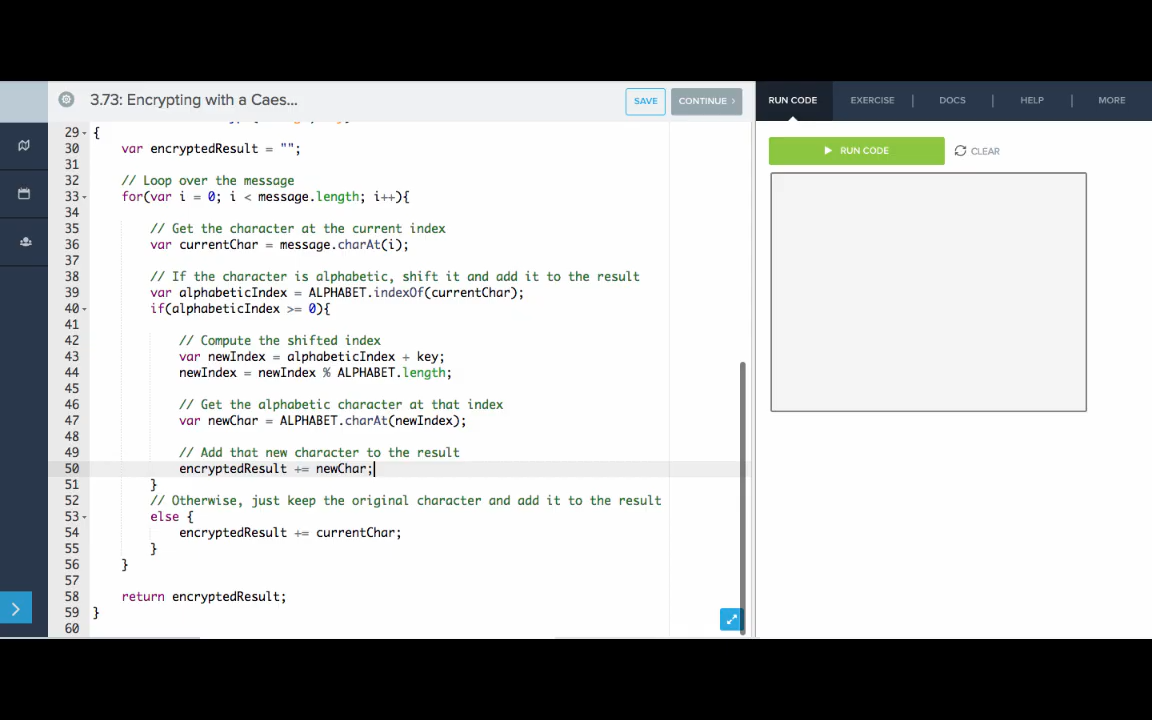 3.73: Encrypting with a Caes...
SAVE
CONTINUE
RUN CODE
EXERCISE
DOCS
HELP
MORE
RUN CODE
CLEAR
29 {
30 var encryptedResult = "";
31
32 // Loop over the message
33 for(var i = 0; i < message.length; i++){
34
35 // Get the character at the current index
36 var currentChar = message.charAt(i);
37
38 // If the character is alphabetic, shift it and add it to the result
39 var alphabeticIndex = ALPHABET.indexOf(currentChar);
40 if(alphabeticIndex >= 0){
41
42 // Compute the shifted index
43 var newIndex = alphabeticIndex + key;
44 newIndex = newIndex % ALPHABET.length;
45
46 // Get the alphabetic character at that index
47 var newChar = ALPHABET.charAt(newIndex);
48
49 // Add that new character to the result
50 encryptedResult += newChar;
51 }
52 // Otherwise, just keep the original character and add it to the result
53 else {
54 encryptedResult += currentChar;
55 }
56 }
57
58 return encryptedResult;
59 }
60